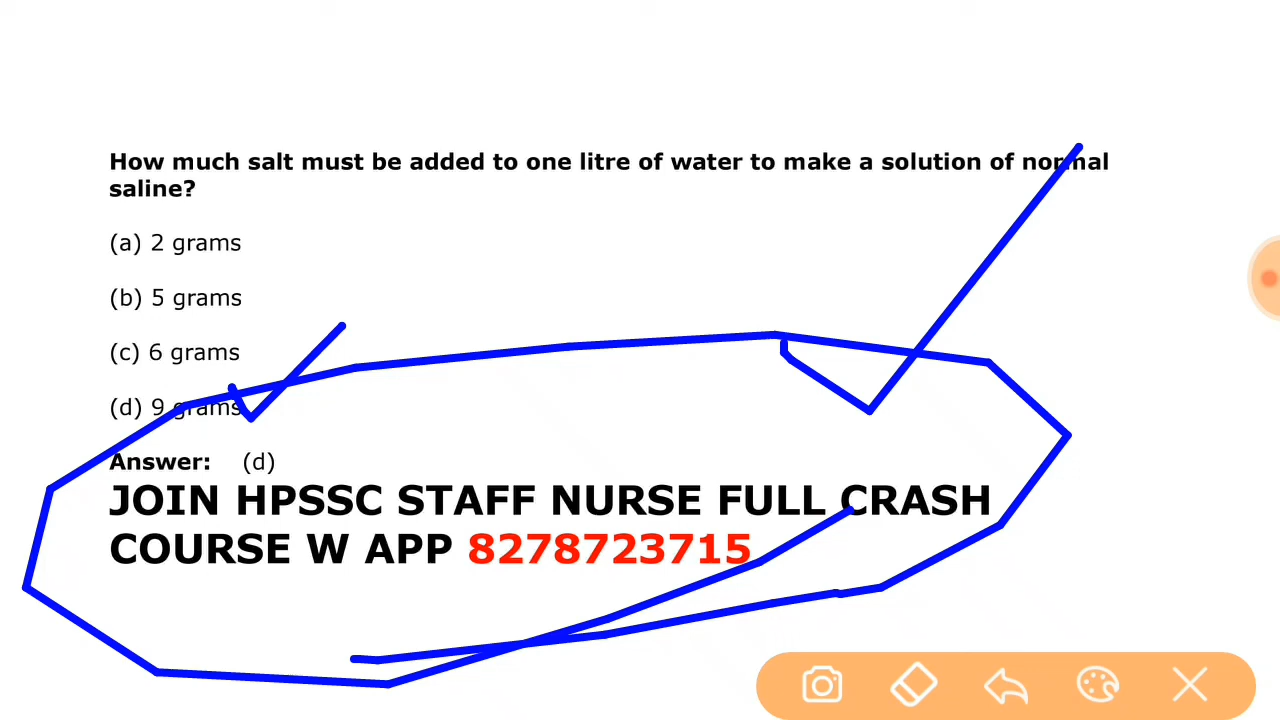 How much salt must be added to one litre of water to make a solution of normal
saline?
(a) 2 grams
(b) 5 grams
(c) 6 grams
(d) 9 grams
Answer: (d)
JOIN HPSSC STAFF NURSE FULL CRASH
COURSE W APP 8278723715